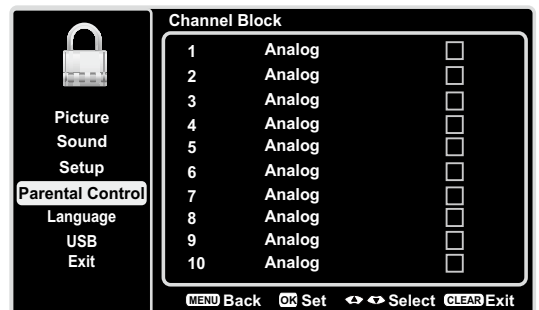 Channel Block
1 Analog
2 Analog
3 Analog
4 Analog
5 Analog
6 Analog
7 Analog
8 Analog
9 Analog
10 Analog
Picture
Sound
Setup
Parental Control
Language
USB
Exit
MENU Back OK Set Select CLEAR Exit